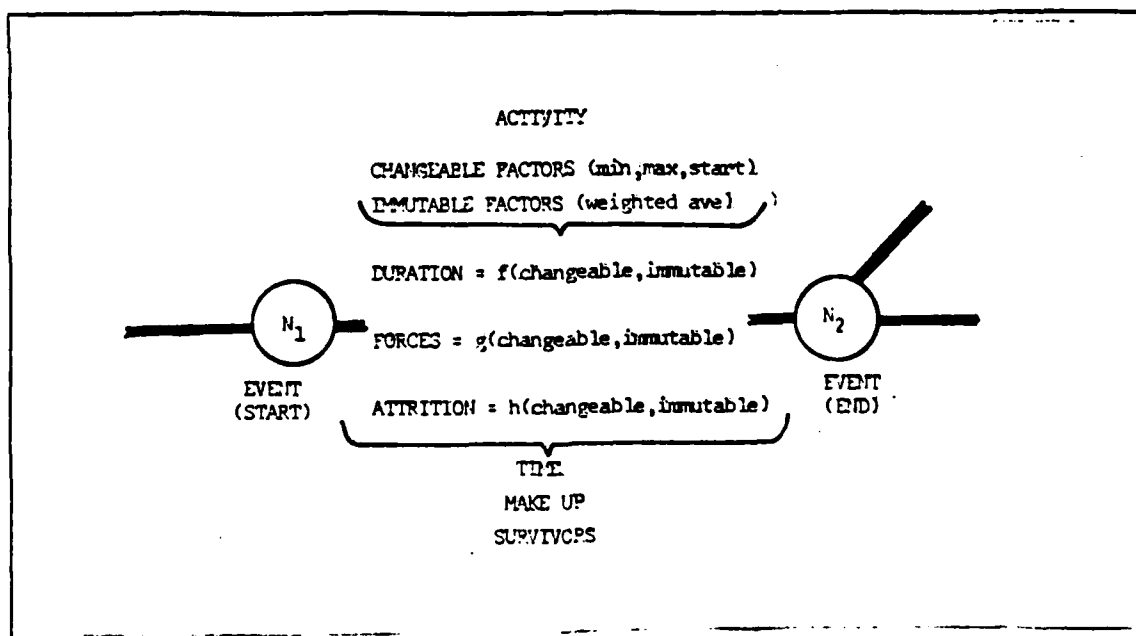 ACTIVITY
CHANGEABLE FACTORS (min,max,start)
IMMUTABLE FACTORS (weighted ave) )
DURATION = f(changeable,immutable)
N1
N2
FORCES = g(changeable,immutable)
EVENT
(START)
EVENT
(END)
ATTRITION = h(changeable,immutable)
TIME
MAKE UP
SURVIVORS